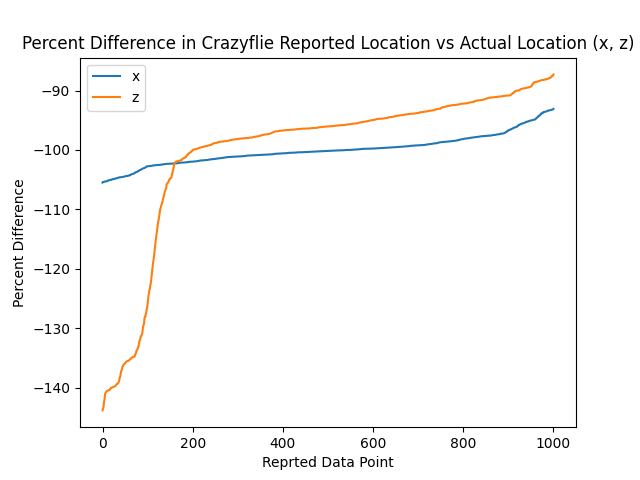 Percent Difference in Crazyflie Reported Location vs Actual Location (x, z)
x
z
−90
−100
−110
−120
−130
−140
Percent Difference
0
200
400
600
800
1000
Reprted Data Point